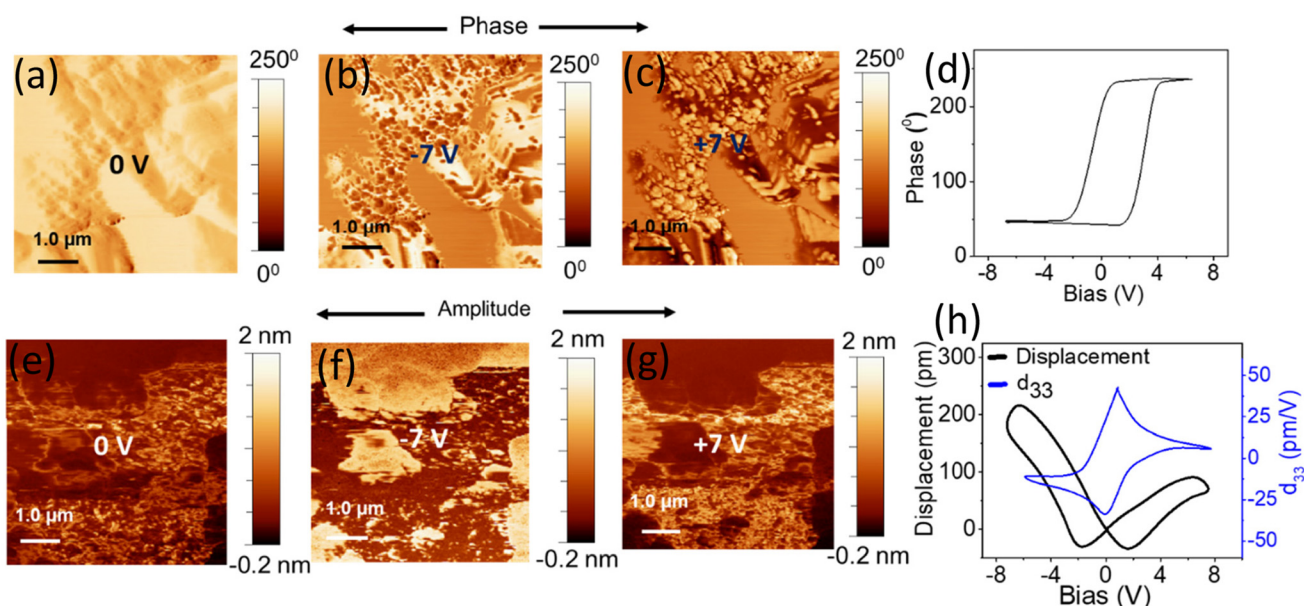 Phase
(a)
0 V
1.0 µm
250⁰
0⁰
(b)
-7 V
1.0 µm
250⁰
0⁰
(c)
+7 V
1.0 µm
250⁰
0⁰
(d)
Phase (⁰)
200
100
0
-8 -4 0 4 8
Bias (V)
Amplitude
(e)
0 V
1.0 µm
2 nm
-0.2 nm
(f)
-7 V
1.0 µm
2 nm
-0.2 nm
(g)
+7 V
1.0 µm
2 nm
-0.2 nm
(h)
Displacement (pm)
300
200
100
0
Displacement
d33
50
25
0
-25
-50
d33 (pm/V)
-8 -4 0 4 8
Bias (V)